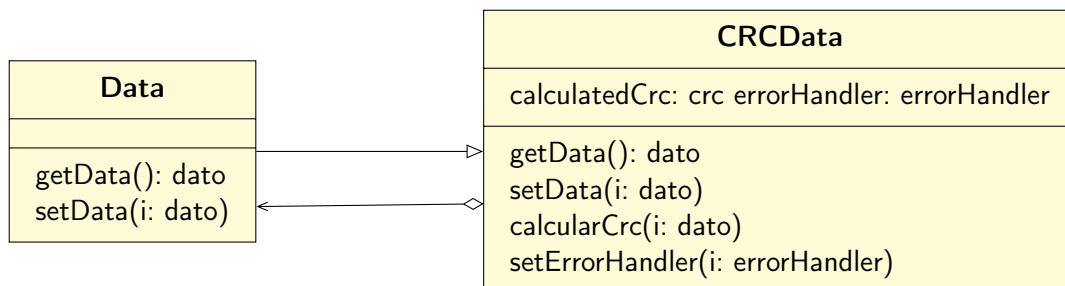 Data
getData(): dato
setData(i: dato)
CRCData
calculatedCrc: crc errorHandler: errorHandler
getData(): dato
setData(i: dato)
calcularCrc(i: dato)
setErrorHandler(i: errorHandler)